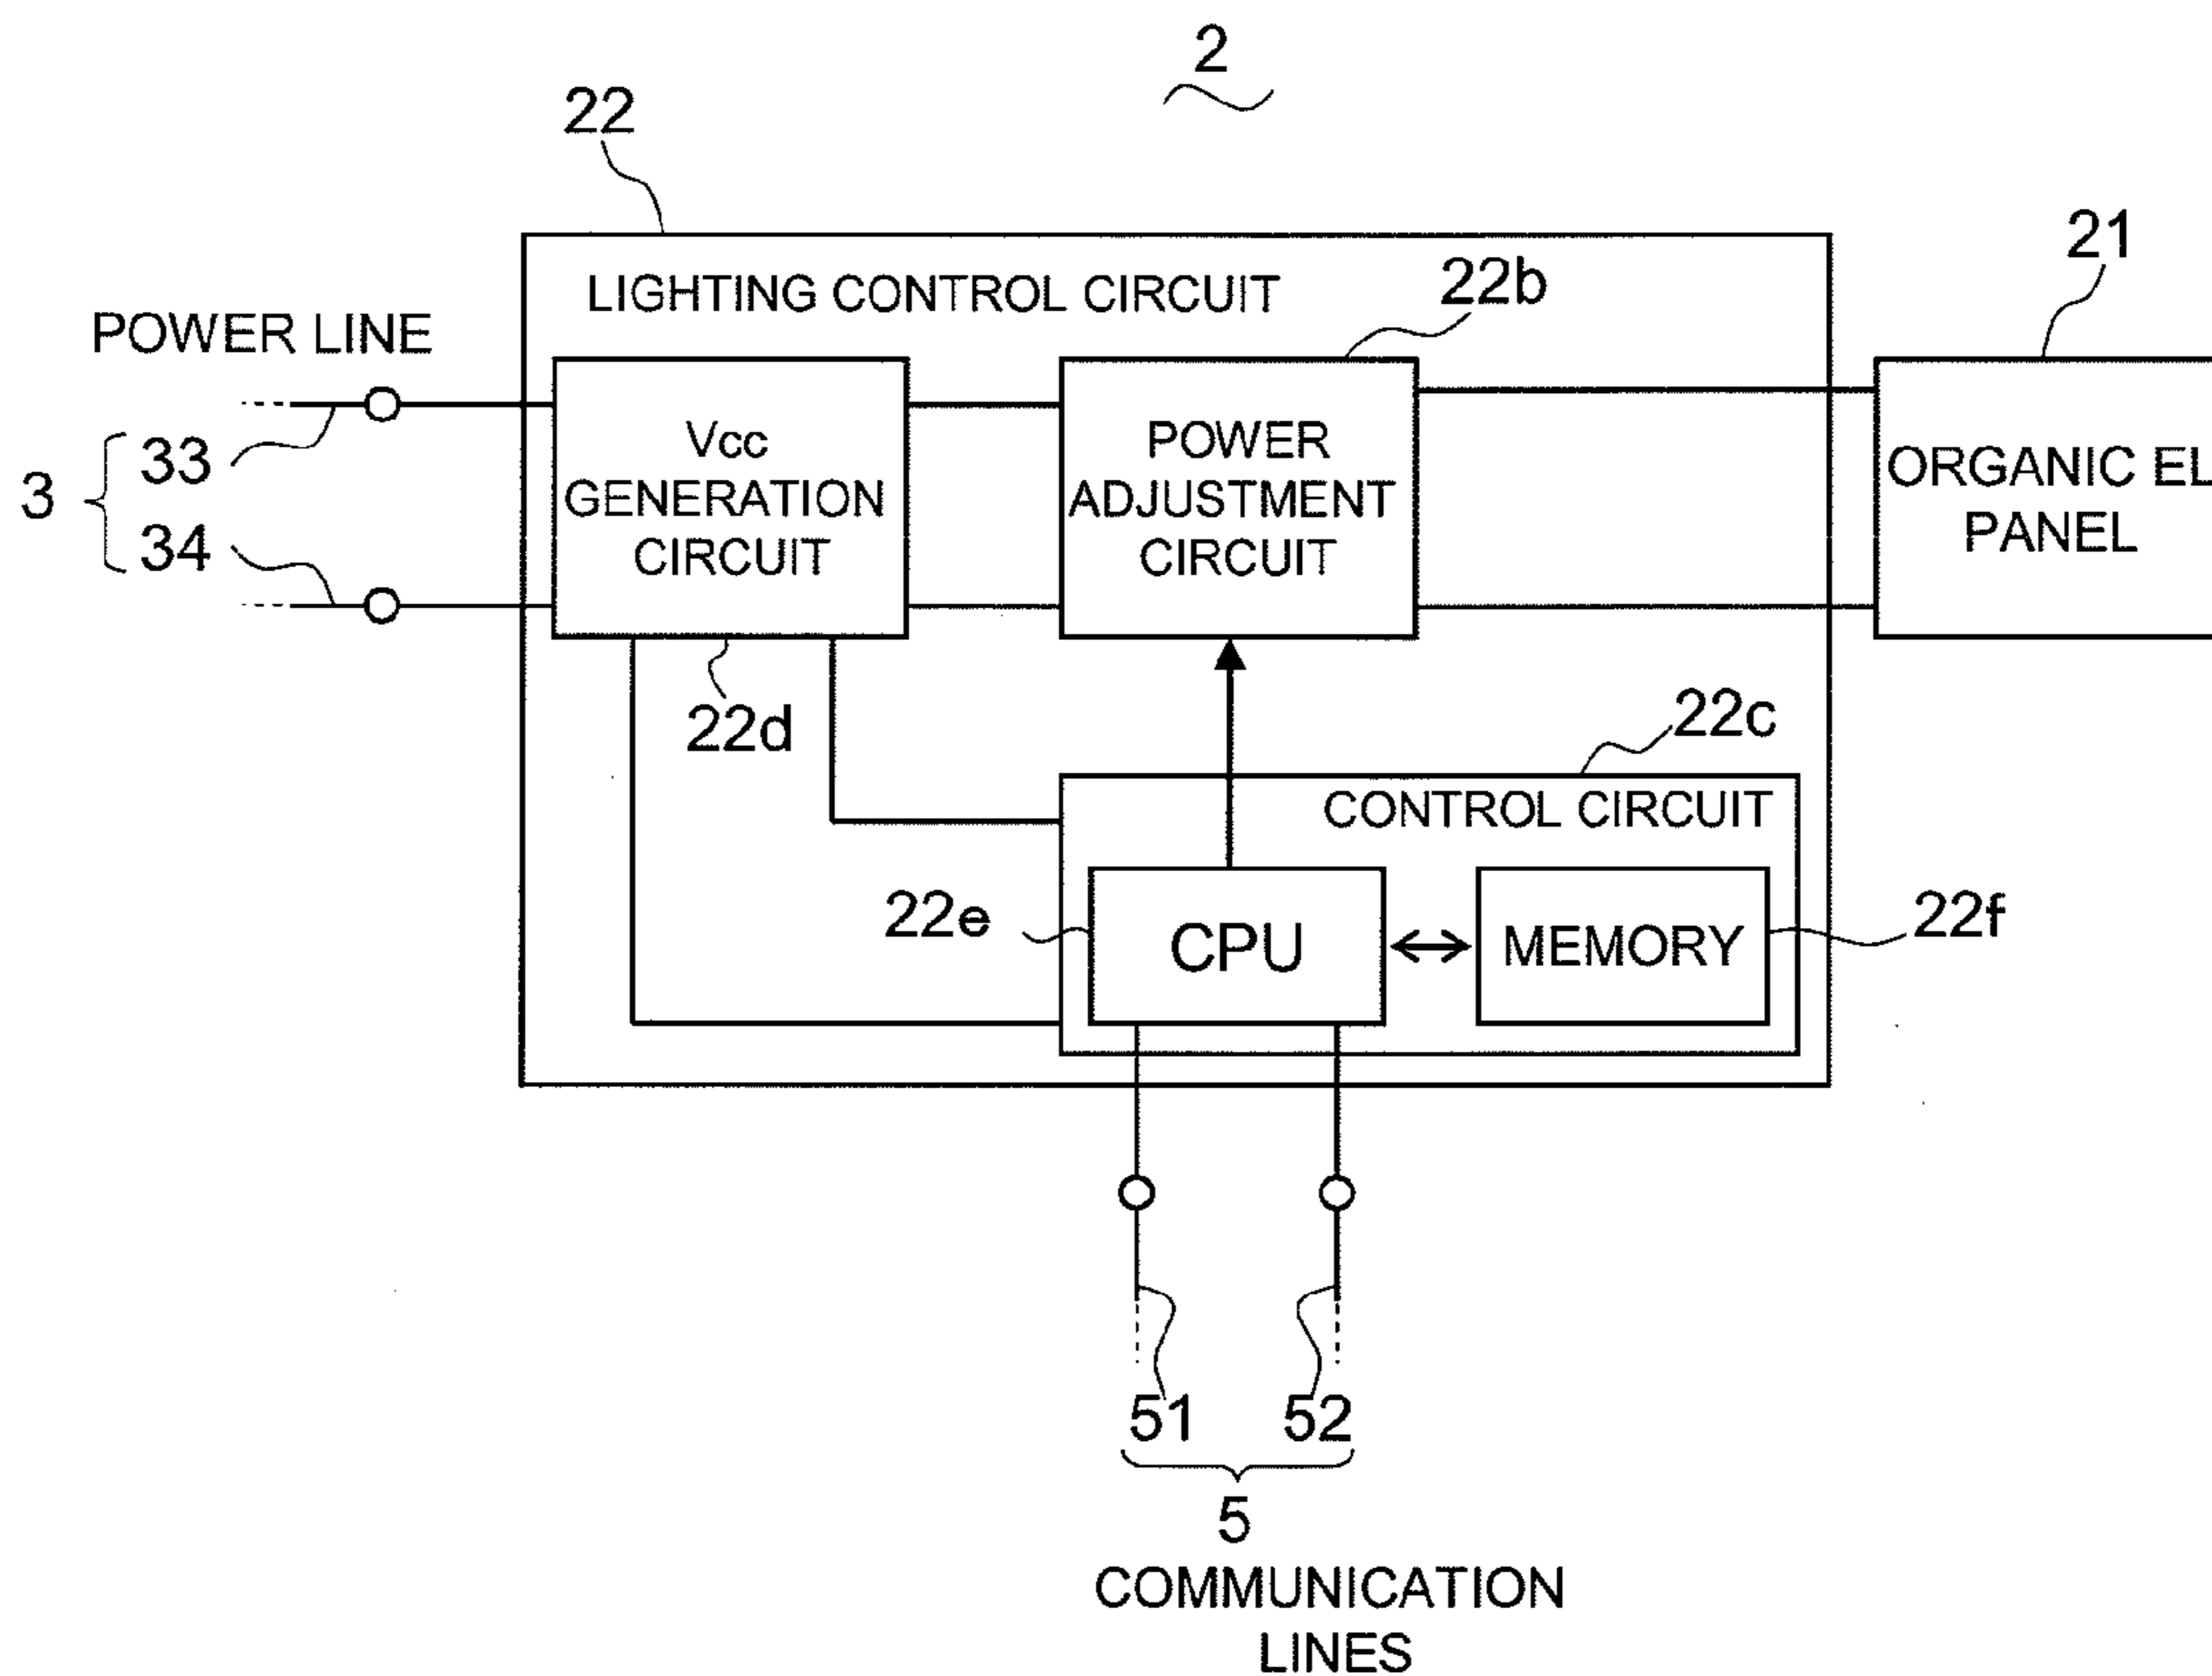 2
22
21
LIGHTING CONTROL CIRCUIT
22b
POWER LINE
3
33
34
Vcc
GENERATION
CIRCUIT
POWER
ADJUSTMENT
CIRCUIT
ORGANIC EL
PANEL
22d
22c
CONTROL CIRCUIT
22e
CPU
MEMORY
22f
51
52
5
COMMUNICATION
LINES